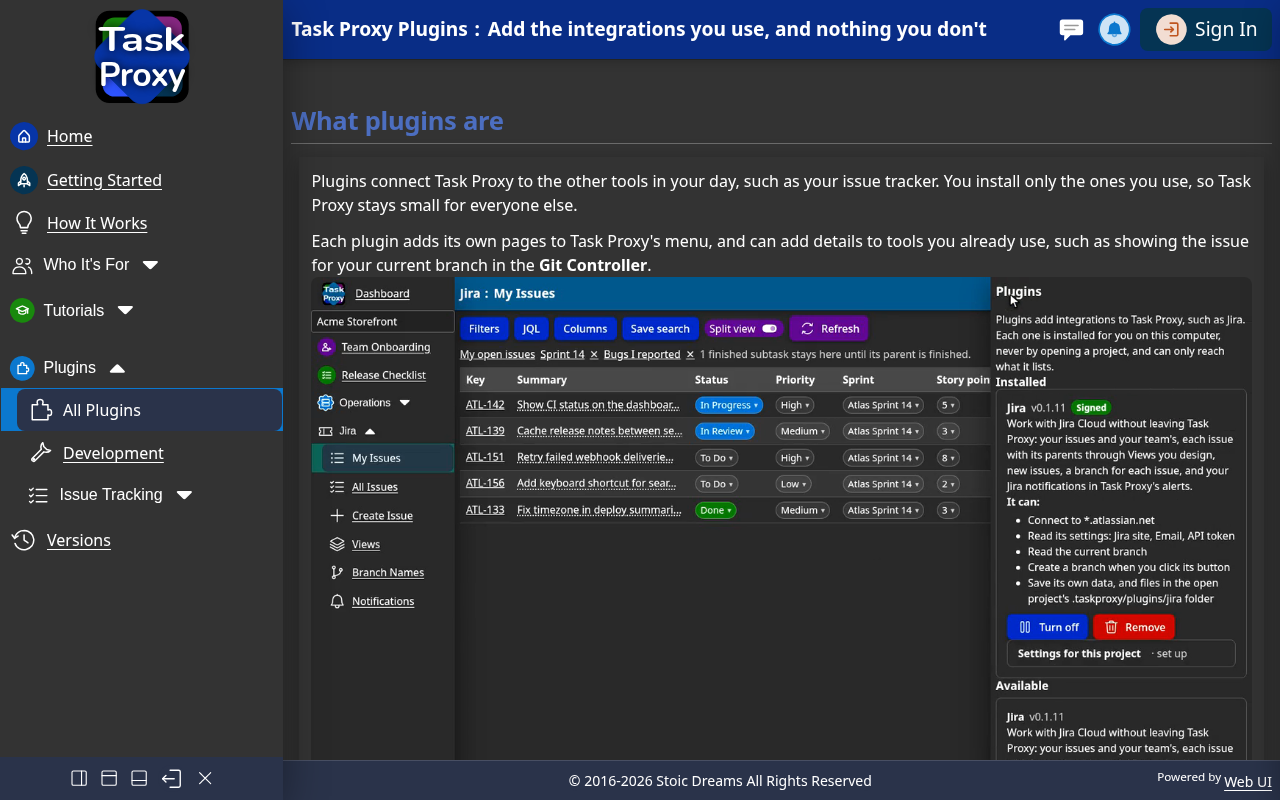 Task
Proxy
Home
Getting Started
How It Works
Who It's For
Tutorials
Plugins
All Plugins
Development
Issue Tracking
Versions
Task Proxy Plugins : Add the integrations you use, and nothing you don't
Sign In
What plugins are
Plugins connect Task Proxy to the other tools in your day, such as your issue tracker. You install only the ones you use, so Task
Proxy stays small for everyone else.
Each plugin adds its own pages to Task Proxy's menu, and can add details to tools you already use, such as showing the issue
for your current branch in the Git Controller.
Task
Proxy
Dashboard
Acme Storefront
Team Onboarding
Release Checklist
Operations
Jira
My Issues
All Issues
Create Issue
Views
Branch Names
Notifications
Jira : My Issues
Filters JQL Columns Save search Split view Refresh
My open issues Sprint 14 × Bugs I reported × 1 finished subtask stays here until its parent is finished.
Key Summary Status Priority Sprint Story poin
ATL-142 Show CI status on the dashboar... In Progress High Atlas Sprint 14 5
ATL-139 Cache release notes between se... In Review Medium Atlas Sprint 14 3
ATL-151 Retry failed webhook deliverie... To Do High Atlas Sprint 14 8
ATL-156 Add keyboard shortcut for sear... To Do Low Atlas Sprint 14 2
ATL-133 Fix timezone in deploy summari... Done Medium Atlas Sprint 14 3
Plugins
Plugins add integrations to Task Proxy, such as Jira.
Each one is installed for you on this computer,
never by opening a project, and can only reach
what it lists.
Installed
Jira v0.1.11 Signed
Work with Jira Cloud without leaving Task
Proxy: your issues and your team's, each issue
with its parents through Views you design,
new issues, a branch for each issue, and your
Jira notifications in Task Proxy's alerts.
It can:
• Connect to *.atlassian.net
• Read its settings: Jira site, Email, API token
• Read the current branch
• Create a branch when you click its button
• Save its own data, and files in the open
project's .taskproxy/plugins/jira folder
Turn off Remove
Settings for this project · set up
Available
Jira v0.1.11
Work with Jira Cloud without leaving Task
Proxy: your issues and your team's, each issue
© 2016-2026 Stoic Dreams All Rights Reserved
Powered by Web UI